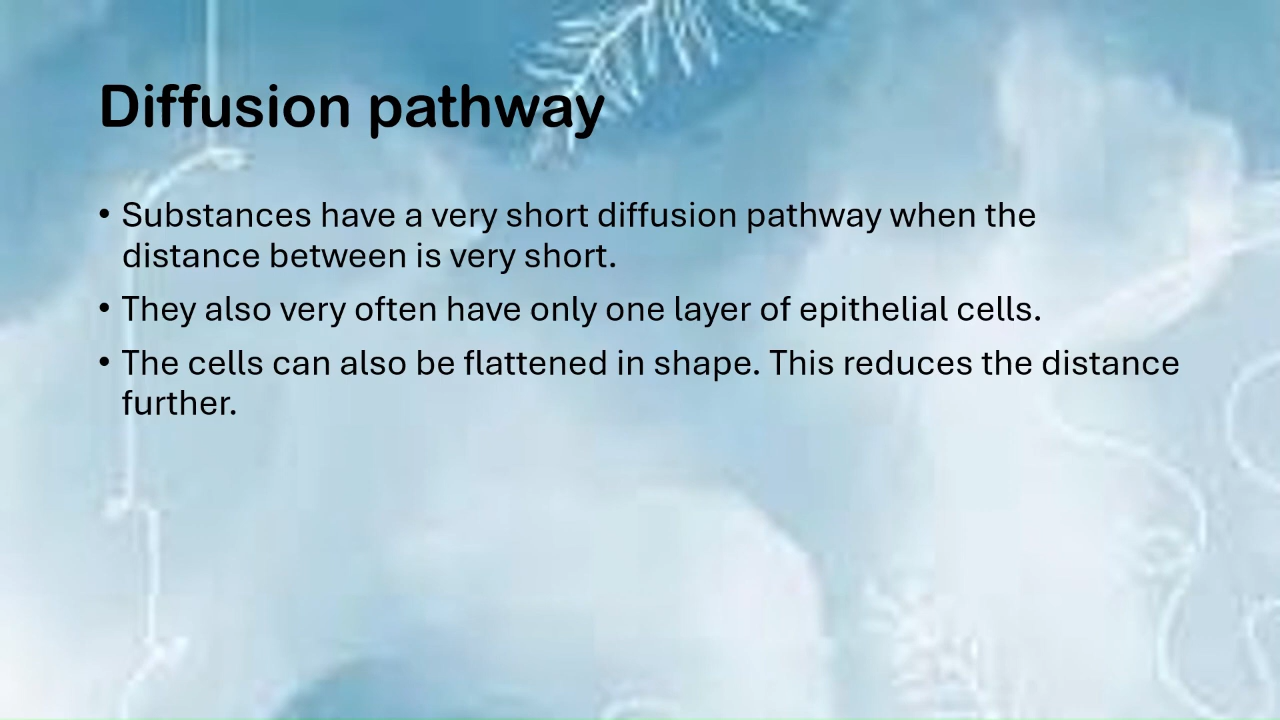 Diffusion pathway
• Substances have a very short diffusion pathway when the
distance between is very short.
• They also very often have only one layer of epithelial cells.
• The cells can also be flattened in shape. This reduces the distance
further.